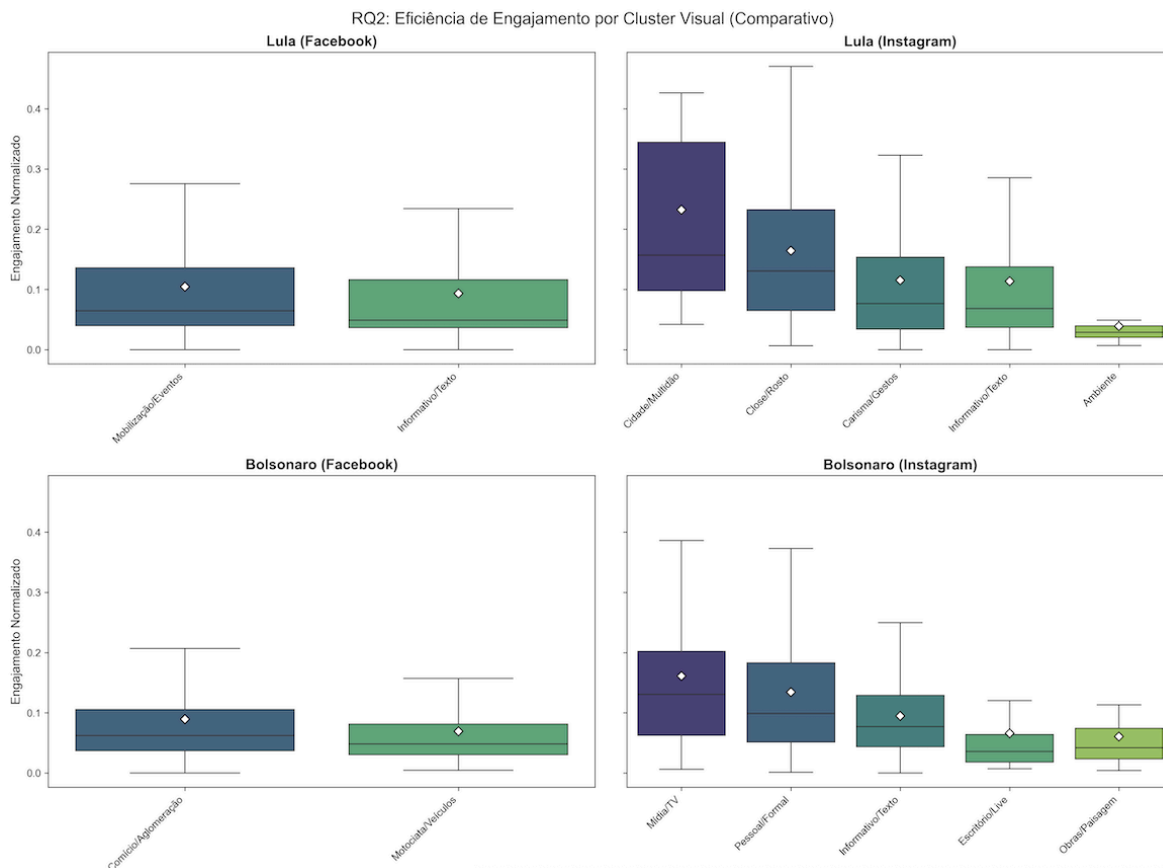 RQ2: Eficiência de Engajamento por Cluster Visual (Comparativo)
Lula (Facebook)
Engajamento Normalizado
0.4
0.3
0.2
0.1
0.0
Mobilização/Eventos
Informativo/Texto
Lula (Instagram)
Cidade/Multidão
Close/Rosto
Carisma/Gestos
Informativo/Texto
Ambiente
Bolsonaro (Facebook)
Engajamento Normalizado
0.4
0.3
0.2
0.1
0.0
Comício/Aglomeração
Motociata/Veículos
Bolsonaro (Instagram)
Mídia/TV
Pessoal/Formal
Informativo/Texto
Escritório/Live
Obras/Paisagem